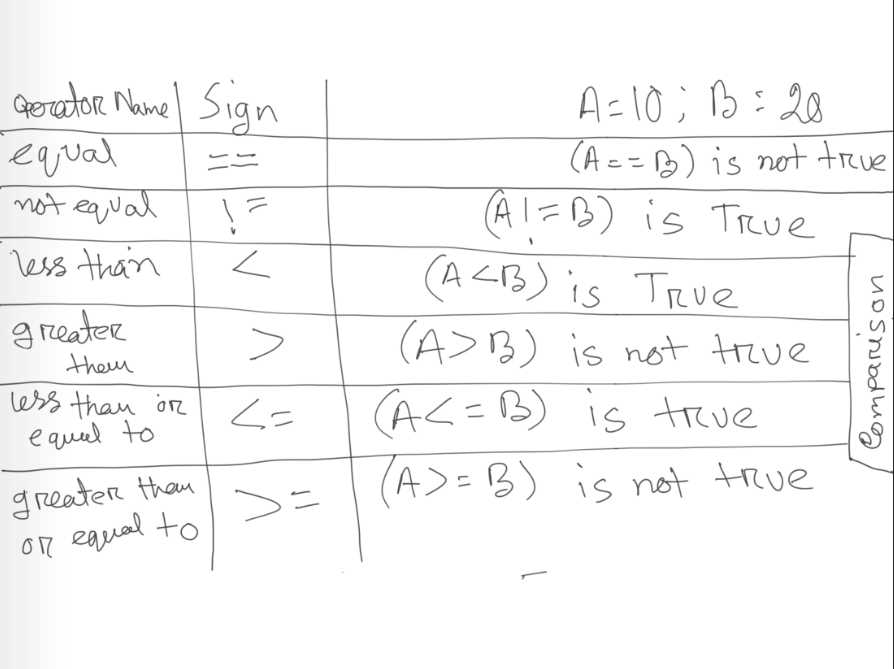 Operator Name Sign A=10; B=20
equal == (A==B) is not true
not equal != (A!=B) is True
less than < (A<B) is True
greater
them > (A>B) is not true
less than or
equal to <= (A<=B) is true
greater than
or equal to >= (A>=B) is not true
Comparison